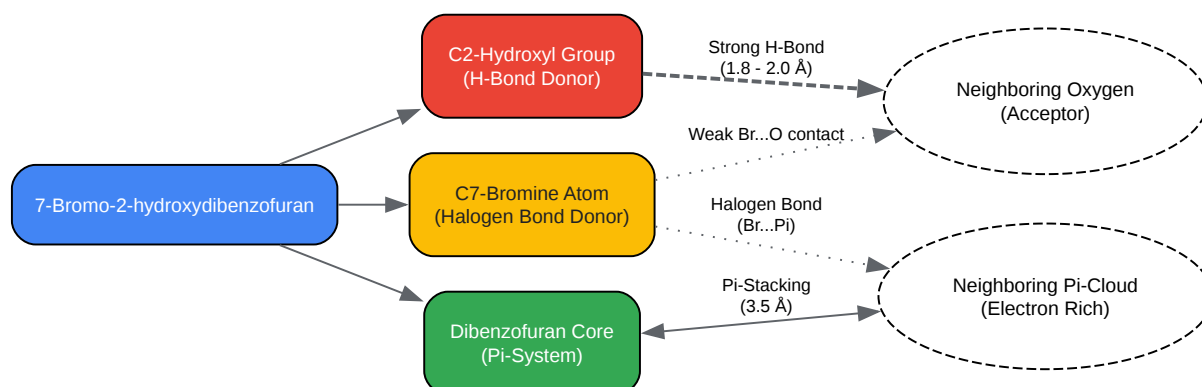 7-Bromo-2-hydroxydibenzofuran
C2-Hydroxyl Group
(H-Bond Donor)
C7-Bromine Atom
(Halogen Bond Donor)
Dibenzofuran Core
(Pi-System)
Strong H-Bond
(1.8 - 2.0 Å)
Weak Br...O contact
Halogen Bond
(Br...Pi)
Pi-Stacking
(3.5 Å)
Neighboring Oxygen
(Acceptor)
Neighboring Pi-Cloud
(Electron Rich)